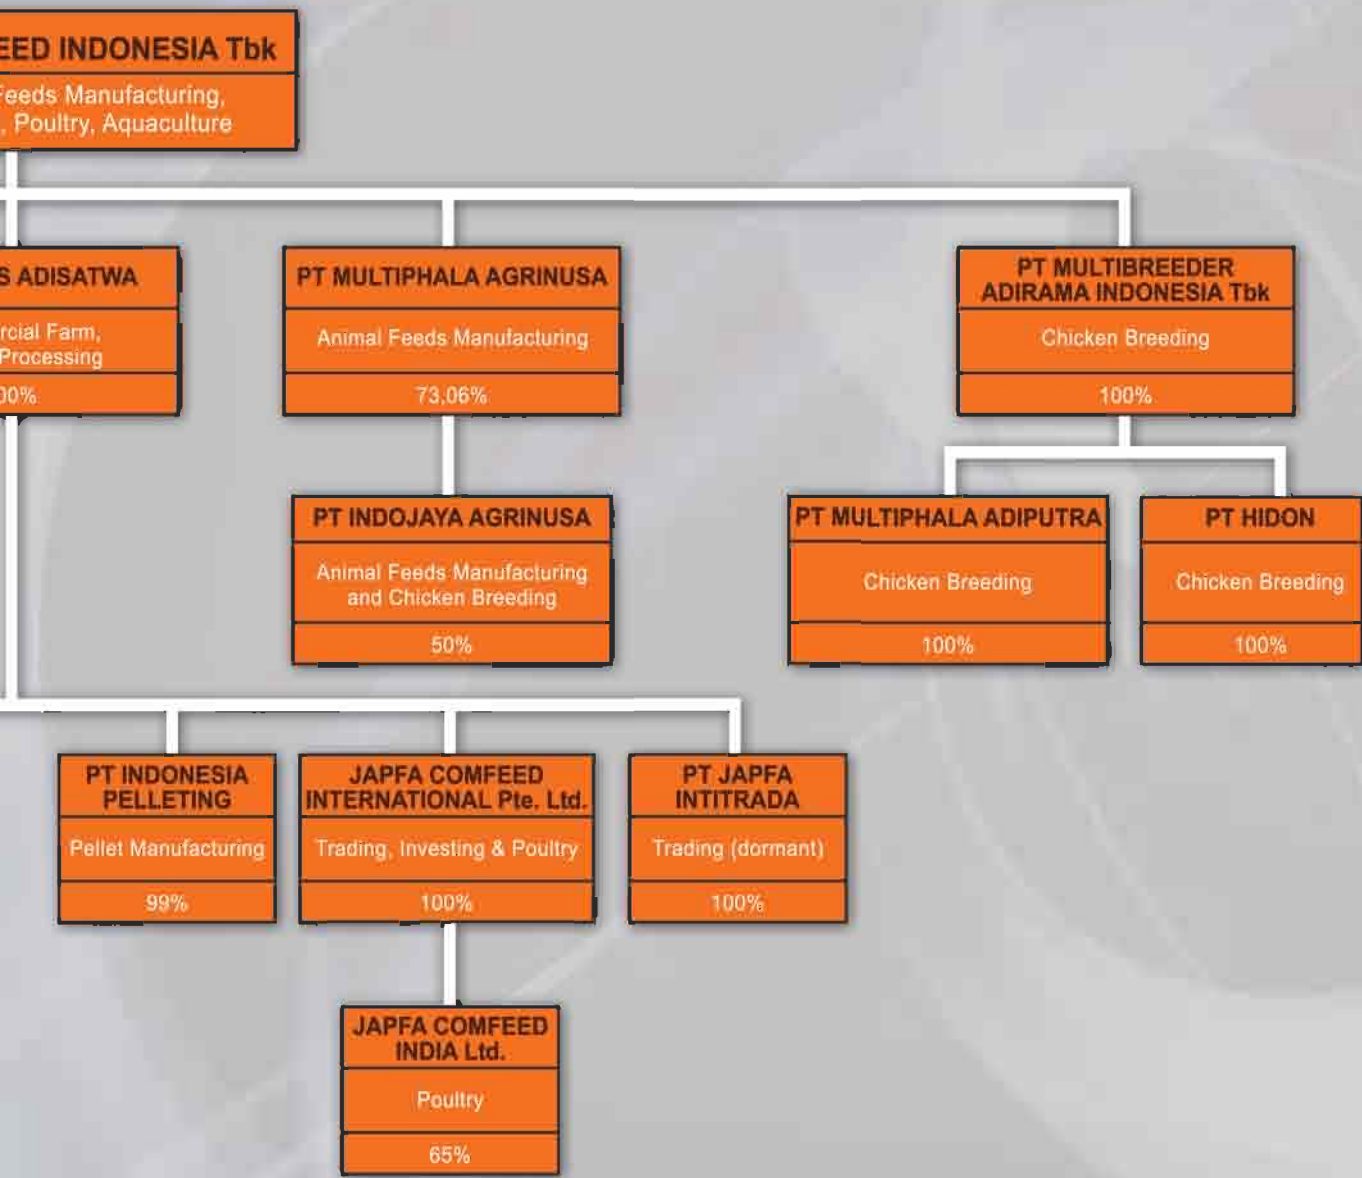 EED INDONESIA Tbk
Feeds Manufacturing,
, Poultry, Aquaculture
S ADISATWA
rcial Farm,
Processing
00%
PT MULTIPHALA AGRINUSA
Animal Feeds Manufacturing
73,06%
PT MULTIBREEDER
ADIRAMA INDONESIA Tbk
Chicken Breeding
100%
PT INDOJAYA AGRINUSA
Animal Feeds Manufacturing
and Chicken Breeding
50%
PT MULTIPHALA ADIPUTRA
Chicken Breeding
100%
PT HIDON
Chicken Breeding
100%
PT INDONESIA
PELLETING
Pellet Manufacturing
99%
JAPFA COMFEED
INTERNATIONAL Pte. Ltd.
Trading, Investing & Poultry
100%
PT JAPFA
INTITRADA
Trading (dormant)
100%
JAPFA COMFEED
INDIA Ltd.
Poultry
65%